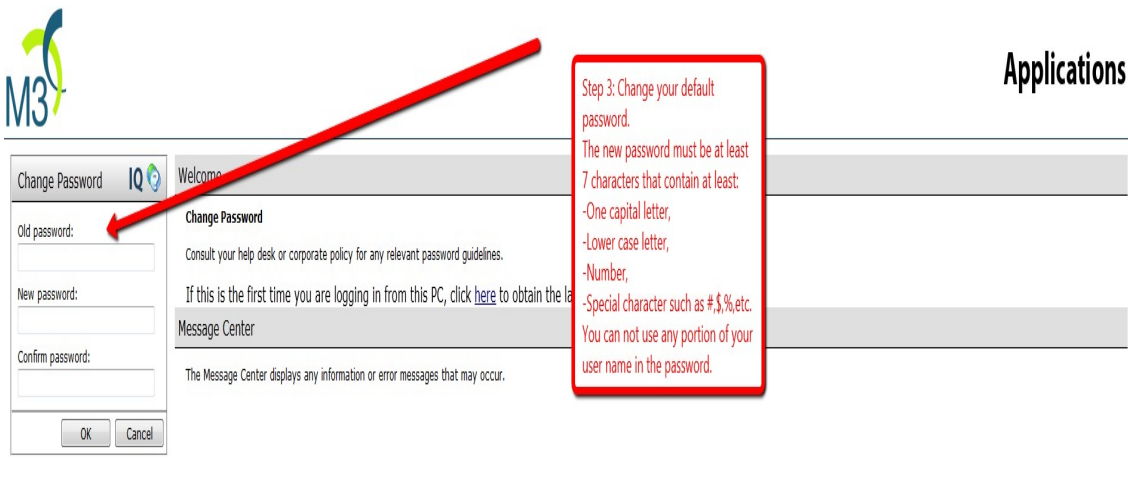 M3
Applications
Step 3: Change your default
password.
The new password must be at least
7 characters that contain at least:
-One capital letter,
-Lower case letter,
-Number,
-Special character such as #,$,%,etc.
You can not use any portion of your
user name in the password.
Change Password IQ
Old password:
New password:
Confirm password:
OK Cancel
Welcome
Change Password
Consult your help desk or corporate policy for any relevant password guidelines.
If this is the first time you are logging in from this PC, click here to obtain the
Message Center
The Message Center displays any information or error messages that may occur.